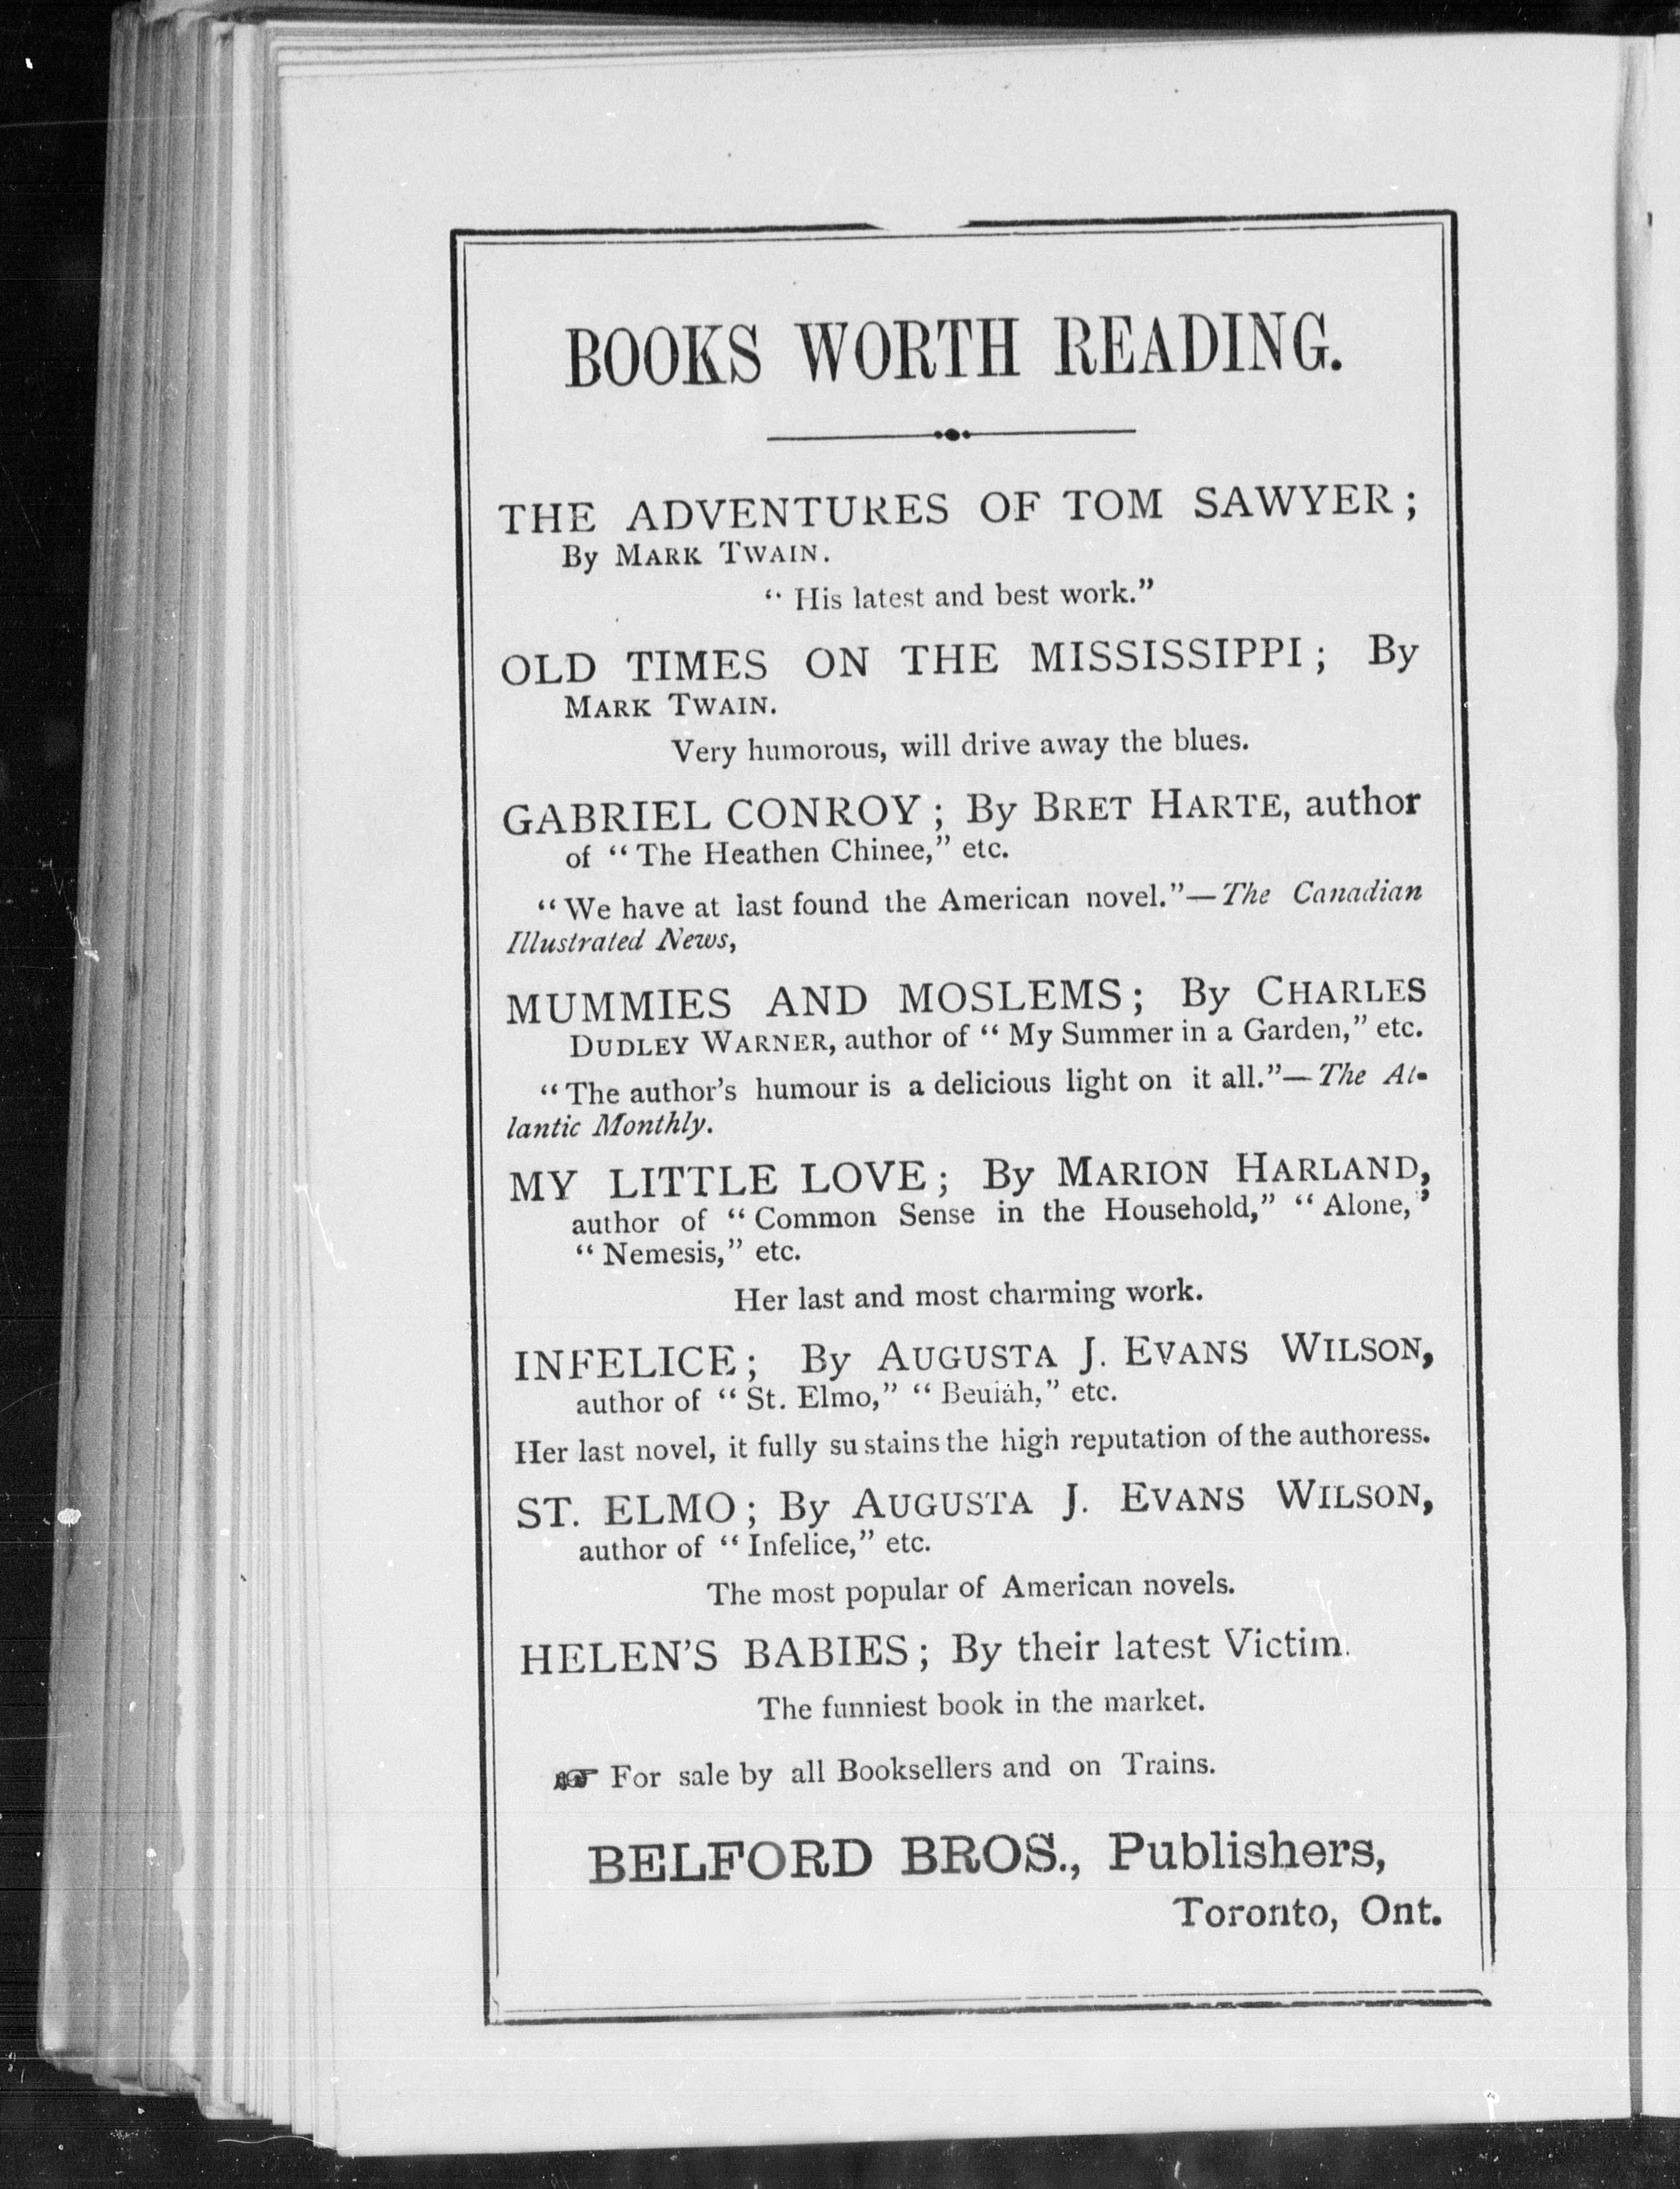 BOOKS WORTH READING.
THE ADVENTURES OF TOM SAWYER;
By MARK TWAIN.
“ His latest and best work.”
OLD TIMES ON THE MISSISSIPPI; By
MARK TWAIN.
Very humorous, will drive away the blues.
GABRIEL CONROY; By BRET HARTE, author
of “ The Heathen Chinee,” etc.
“ We have at last found the American novel.”—The Canadian
Illustrated News,
MUMMIES AND MOSLEMS; By CHARLES
DUDLEY WARNER, author of “ My Summer in a Garden,” etc.
“ The author’s humour is a delicious light on it all.”—The At-
lantic Monthly.
MY LITTLE LOVE; By MARION HARLAND,
author of “ Common Sense in the Household,” “ Alone,”
“ Nemesis,” etc.
Her last and most charming work.
INFELICE; By AUGUSTA J. EVANS WILSON,
author of “ St. Elmo,” “ Beulah,” etc.
Her last novel, it fully sustains the high reputation of the authoress.
ST. ELMO; By AUGUSTA J. EVANS WILSON,
author of “ Infelice,” etc.
The most popular of American novels.
HELEN’S BABIES; By their latest Victim.
The funniest book in the market.
☞ For sale by all Booksellers and on Trains.
BELFORD BROS., Publishers,
Toronto, Ont.